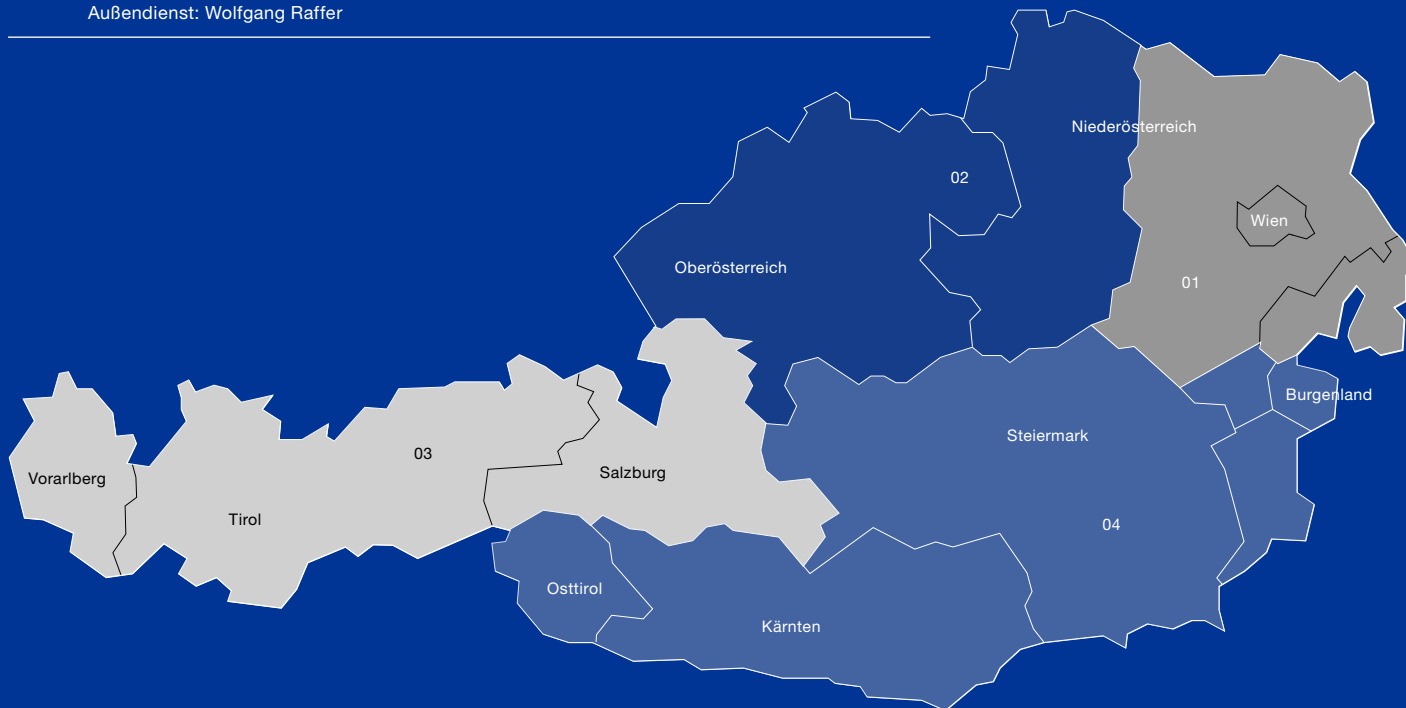 Außendienst: Wolfgang Raffer
Niederösterreich
02
Wien
Oberösterreich
01
Burgenland
Steiermark
03
Salzburg
Vorarlberg
Tirol
04
Osttirol
Kärnten